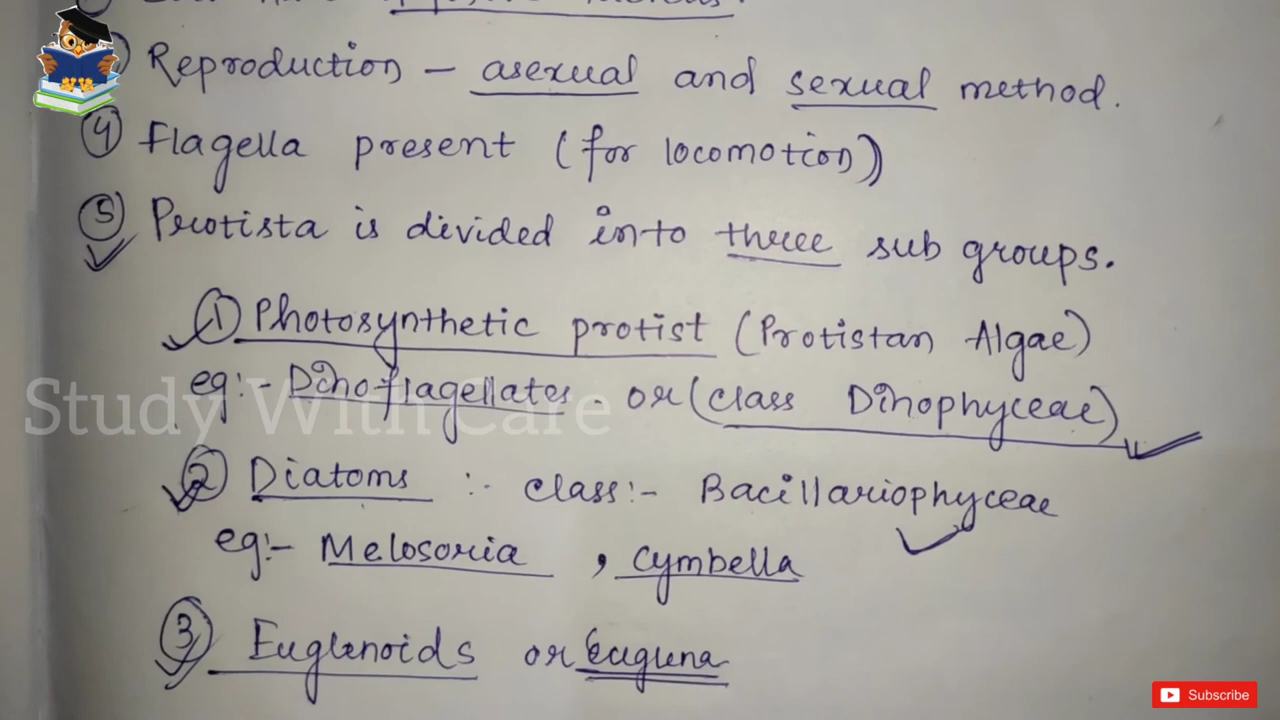 Reproduction – asexual and sexual method.
④ Flagella present (for locomotion)
⑤ Protista is divided into three sub groups.
① Photosynthetic protist (Protistan Algae)
eg:- Dinoflagellates. or (class Dinophyceae)
Study With Care
② Diatoms :- class:- Bacillariophyceae
eg:- Melosoria , Cymbella
③ Euglenoids or Euglena
Subscribe